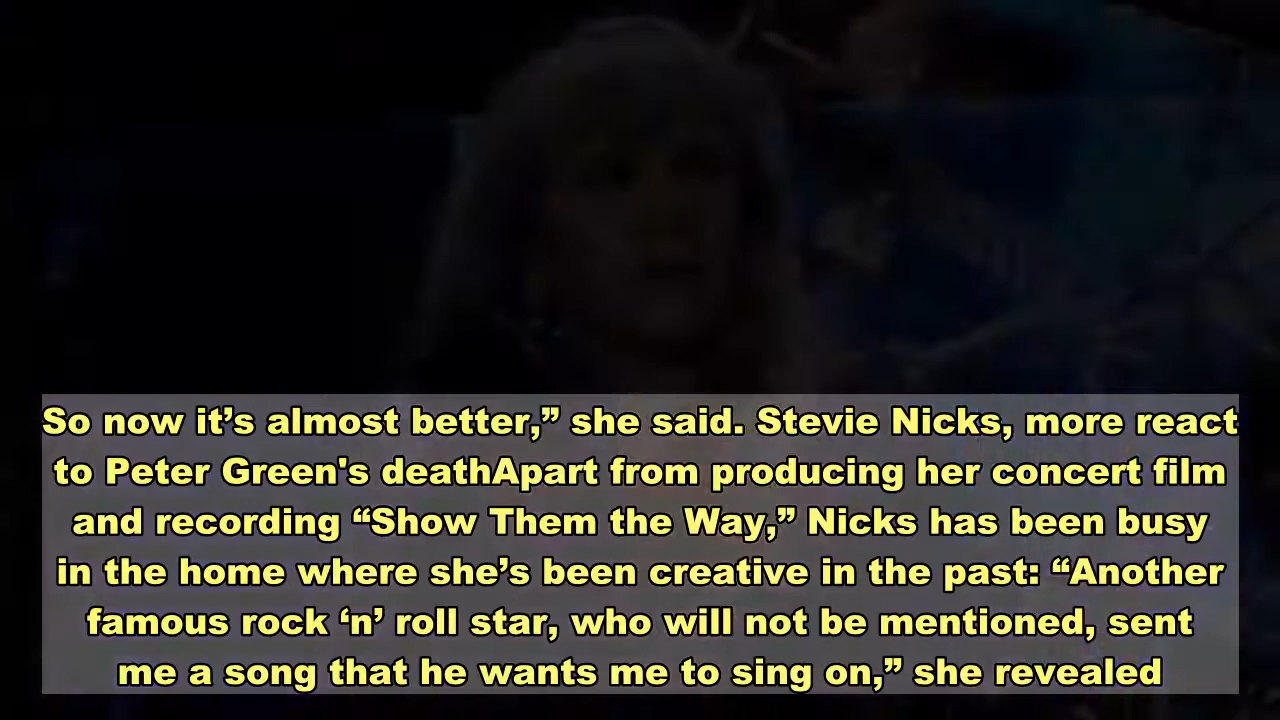 So now it’s almost better,” she said. Stevie Nicks, more react
to Peter Green's deathApart from producing her concert film
and recording “Show Them the Way,” Nicks has been busy
in the home where she’s been creative in the past: “Another
famous rock ‘n’ roll star, who will not be mentioned, sent
me a song that he wants me to sing on,” she revealed